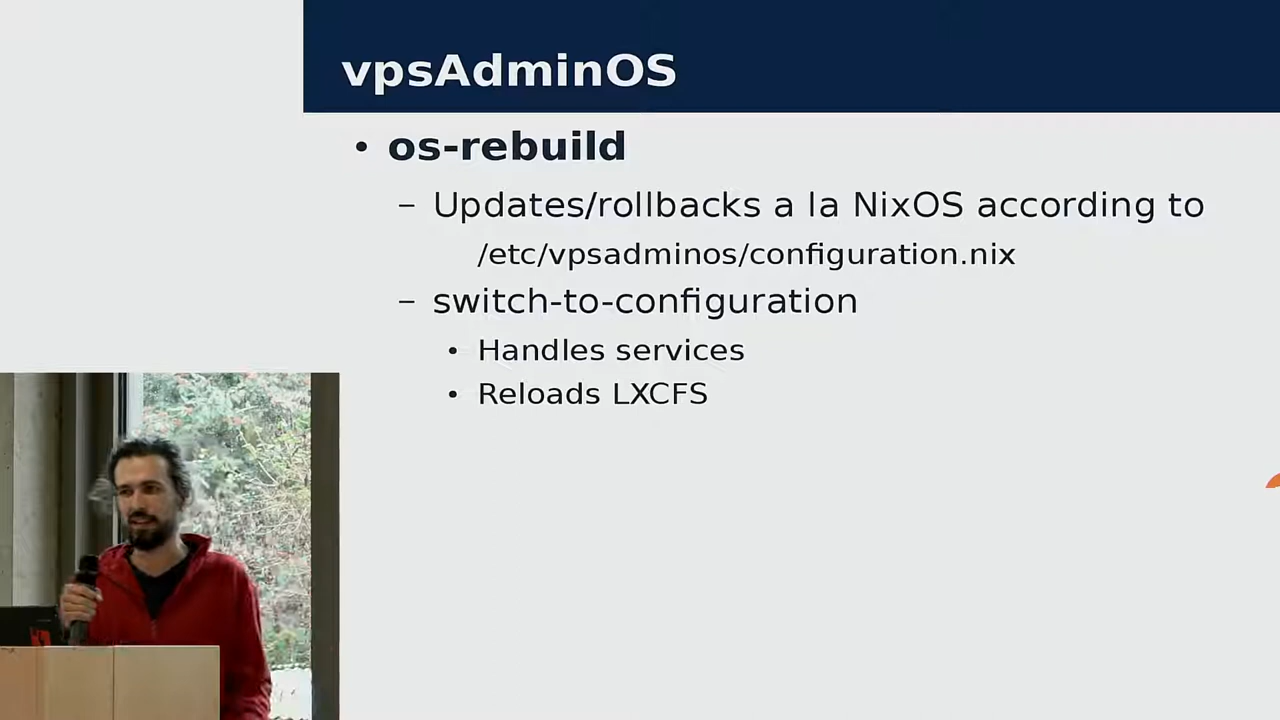 vpsAdminOS
• os-rebuild
– Updates/rollbacks a la NixOS according to
/etc/vpsadminos/configuration.nix
– switch-to-configuration
• Handles services
• Reloads LXCFS